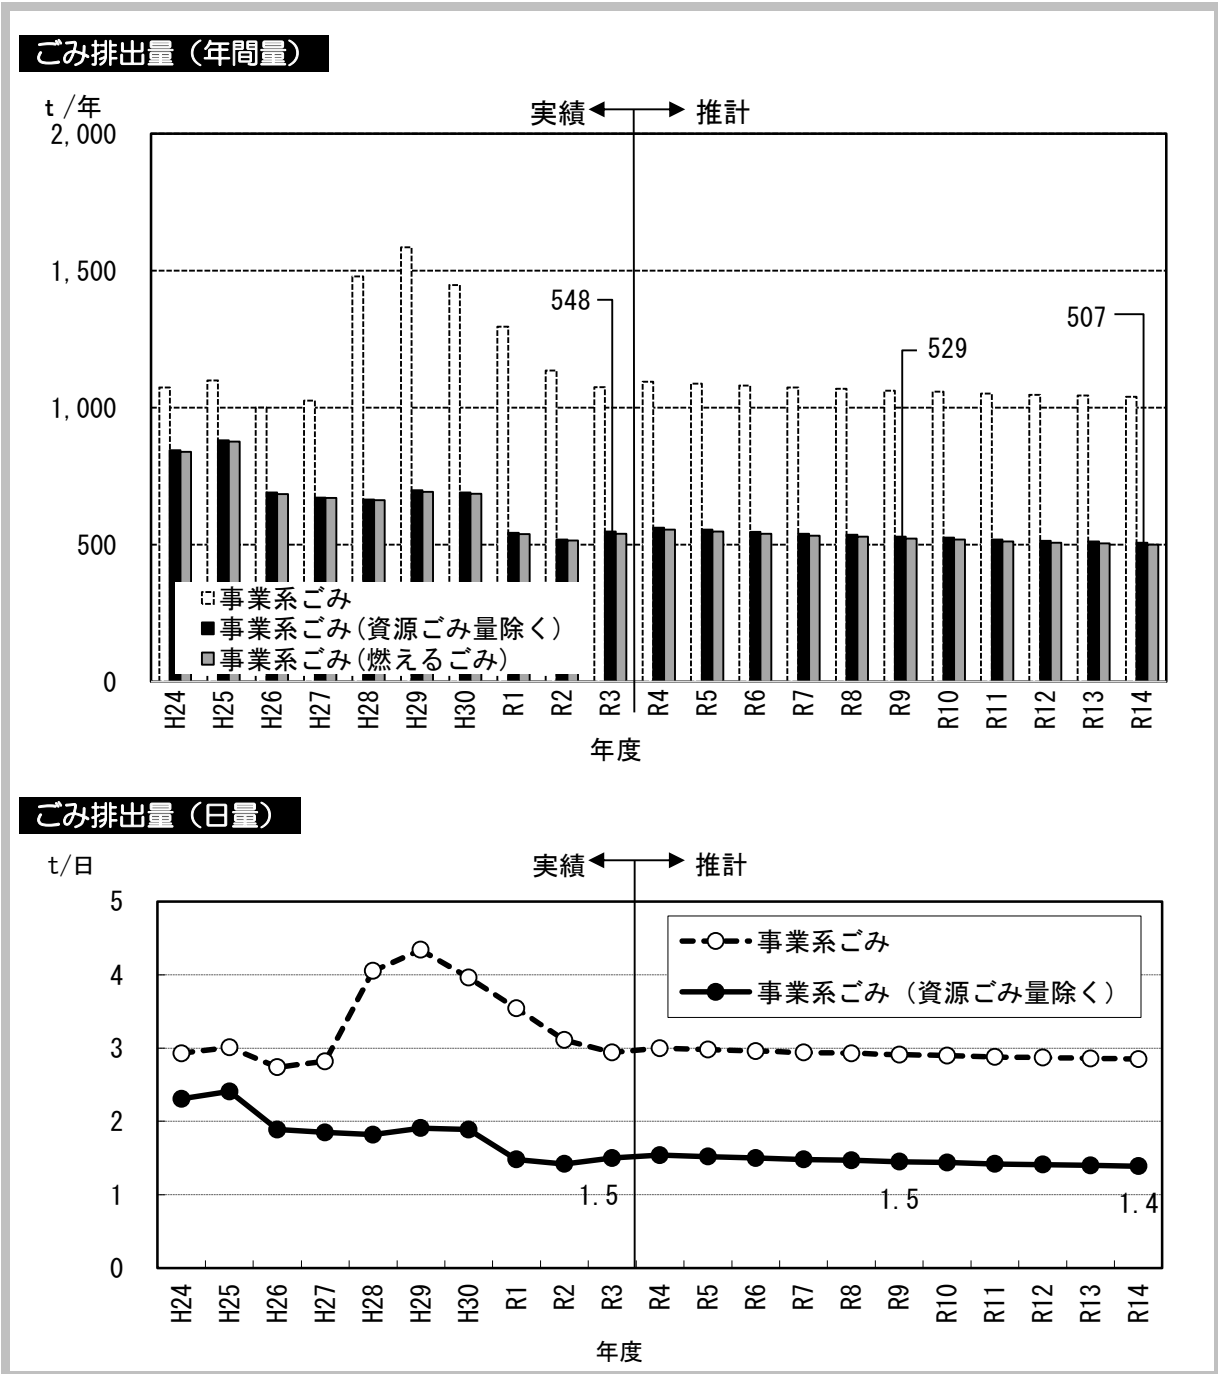 ごみ排出量（年間量）
t /年
実績 推計
2,000
1,500
1,000
500
0
548
529
507
事業系ごみ
事業系ごみ(資源ごみ量除く)
事業系ごみ(燃えるごみ)
H24 H25 H26 H27 H28 H29 H30 R1 R2 R3 R4 R5 R6 R7 R8 R9 R10 R11 R12 R13 R14
年度
ごみ排出量（日量）
t/日
実績 推計
5
4
3
2
1
0
事業系ごみ
事業系ごみ（資源ごみ量除く）
1.5
1.5
1.4
H24 H25 H26 H27 H28 H29 H30 R1 R2 R3 R4 R5 R6 R7 R8 R9 R10 R11 R12 R13 R14
年度